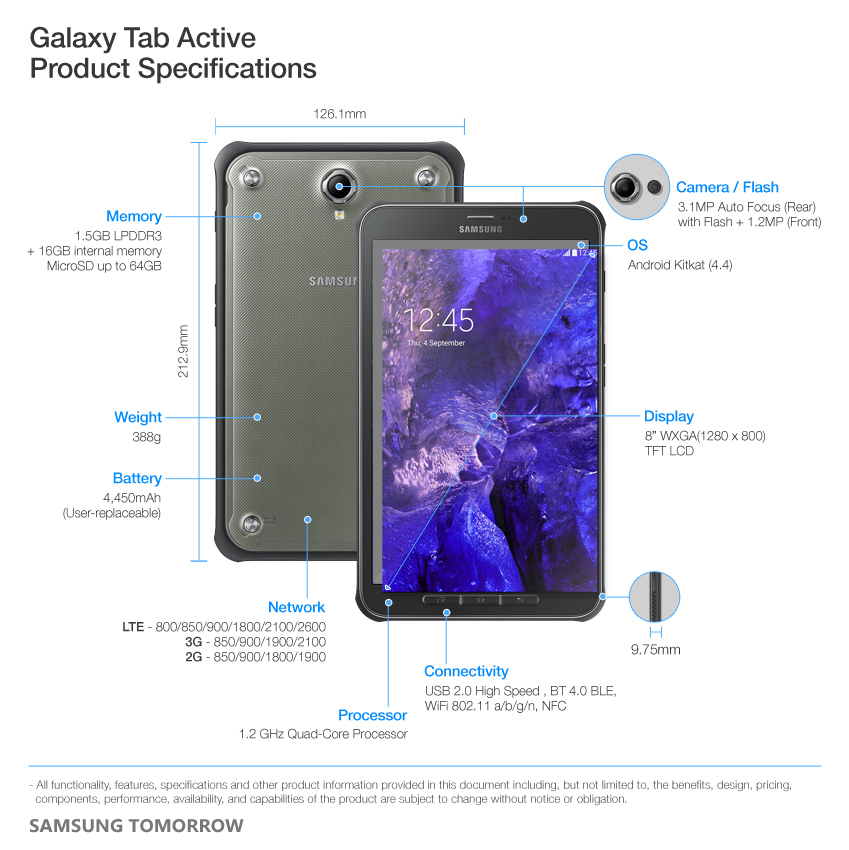 Galaxy Tab Active
Product Specifications
126.1mm
Camera / Flash
3.1MP Auto Focus (Rear)
with Flash + 1.2MP (Front)
Memory
1.5GB LPDDR3
+ 16GB internal memory
MicroSD up to 64GB
SAMSUNG
OS
Android Kitkat (4.4)
12:45
SAMSUN
12:45
Thu, 4 September
212.9mm
Weight
388g
Display
8” WXGA(1280 x 800)
TFT LCD
Battery
4,450mAh
(User-replaceable)
Network
LTE - 800/850/900/1800/2100/2600
3G - 850/900/1900/2100
2G - 850/900/1800/1900
9.75mm
Connectivity
USB 2.0 High Speed , BT 4.0 BLE,
WiFi 802.11 a/b/g/n, NFC
Processor
1.2 GHz Quad-Core Processor
- All functionality, features, specifications and other product information provided in this document including, but not limited to, the benefits, design, pricing,
components, performance, availability, and capabilities of the product are subject to change without notice or obligation.
SAMSUNG TOMORROW